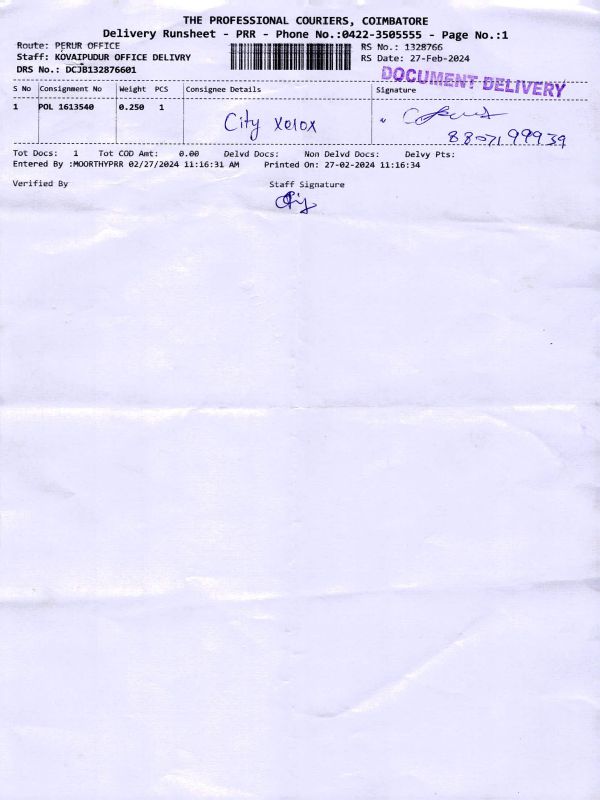 THE PROFESSIONAL COURIERS, COIMBATORE
Delivery Runsheet - PRR - Phone No.:0422-3505555 - Page No.:1
Route: PERUR OFFICE RS No.: 1328766
Staff: KOVAIPUDUR OFFICE DELIVRY RS Date: 27-Feb-2024
DRS No.: DCJB132876601
DOCUMENT DELIVERY
S No Consignment No Weight PCS Consignee Details Signature
1 POL 1613540 0.250 1
City xelox
8807199939
Tot Docs: 1 Tot COD Amt: 0.00 Delvd Docs: Non Delvd Docs: Delvy Pts:
Entered By :MOORTHYPRR 02/27/2024 11:16:31 AM Printed On: 27-02-2024 11:16:34
Verified By Staff Signature